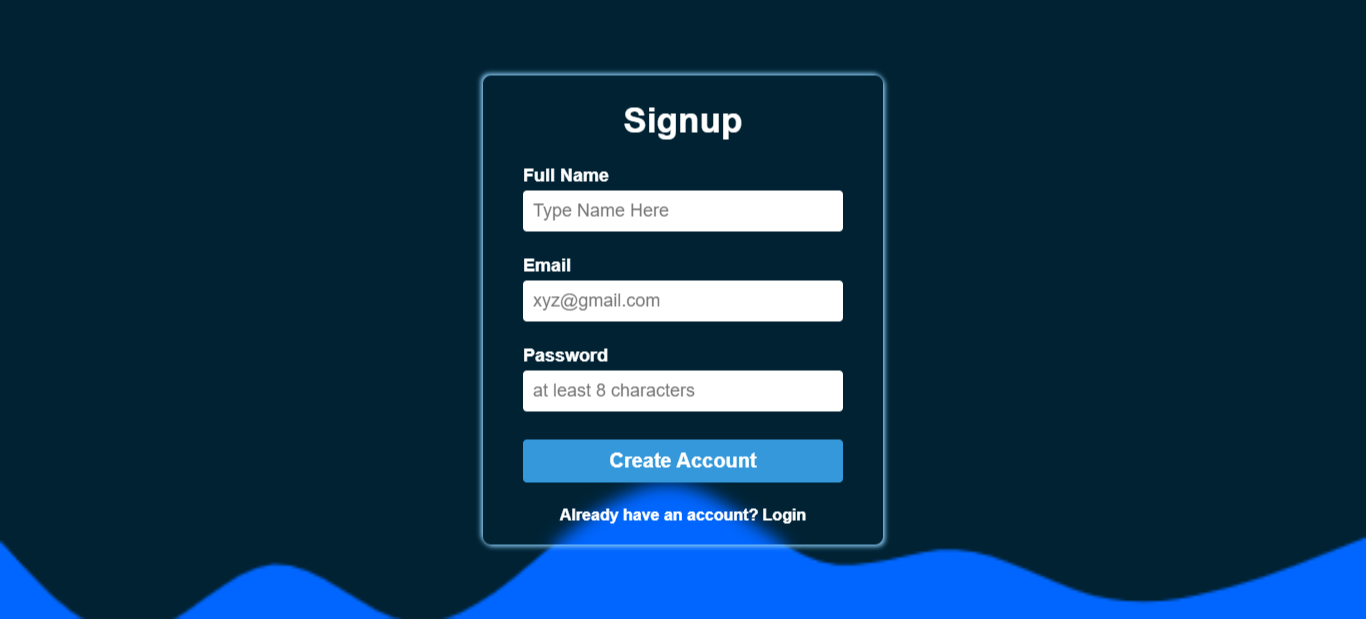 Signup
Full Name
Type Name Here
Email
xyz@gmail.com
Password
at least 8 characters
Create Account
Already have an account? Login